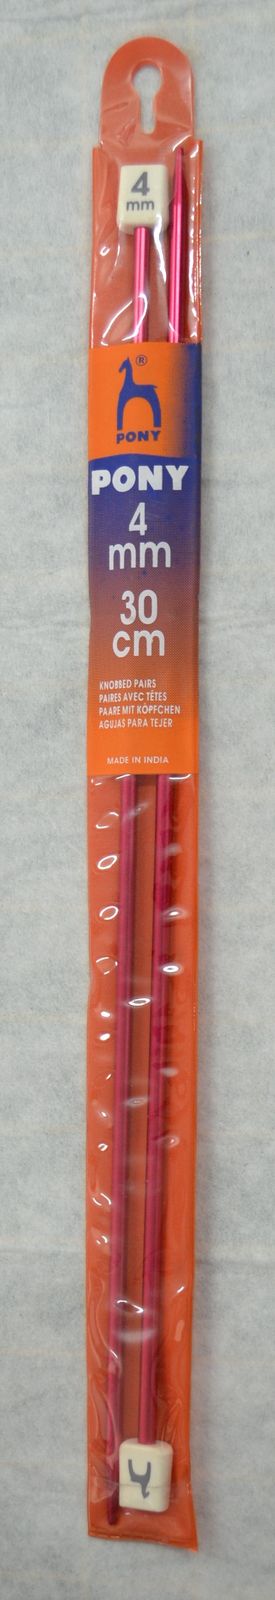 4
mm
®
PONY
PONY
4
mm
30
cm
KNOBBED PAIRS
PAIRES AVEC TÊTES
PAARE MIT KÖPFCHEN
AGUJAS PARA TEJER
MADE IN INDIA